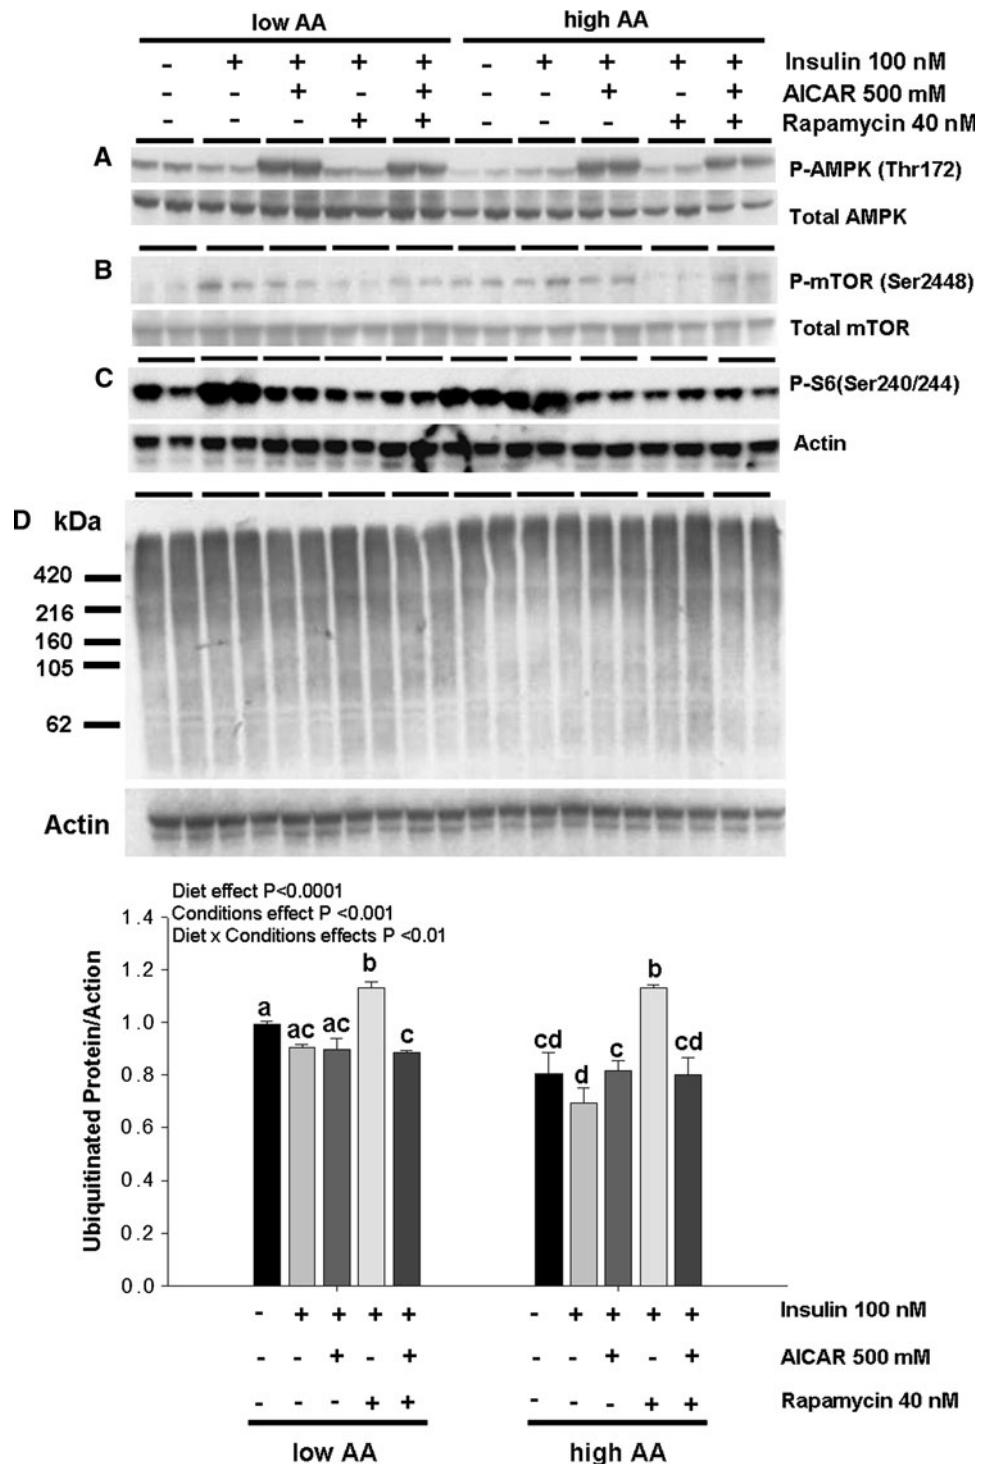 low AA high AA
- + + + + - + + + + Insulin 100 nM
- - + - + - - + - + AICAR 500 mM
- - - + + - - - + + Rapamycin 40 nM
A P-AMPK (Thr172)
Total AMPK
B P-mTOR (Ser2448)
Total mTOR
C P-S6(Ser240/244)
Actin
D kDa
420
216
160
105
62
Actin
Diet effect P<0.0001
Conditions effect P <0.001
Diet x Conditions effects P <0.01
Ubiquitinated Protein/Action
1.4
1.2
1.0
0.8
0.6
0.4
0.2
0.0
a ac ac b c cd d c b cd
- + + + + - + + + + Insulin 100 nM
- - + - + - - + - + AICAR 500 mM
- - - + + - - - + + Rapamycin 40 nM
low AA high AA